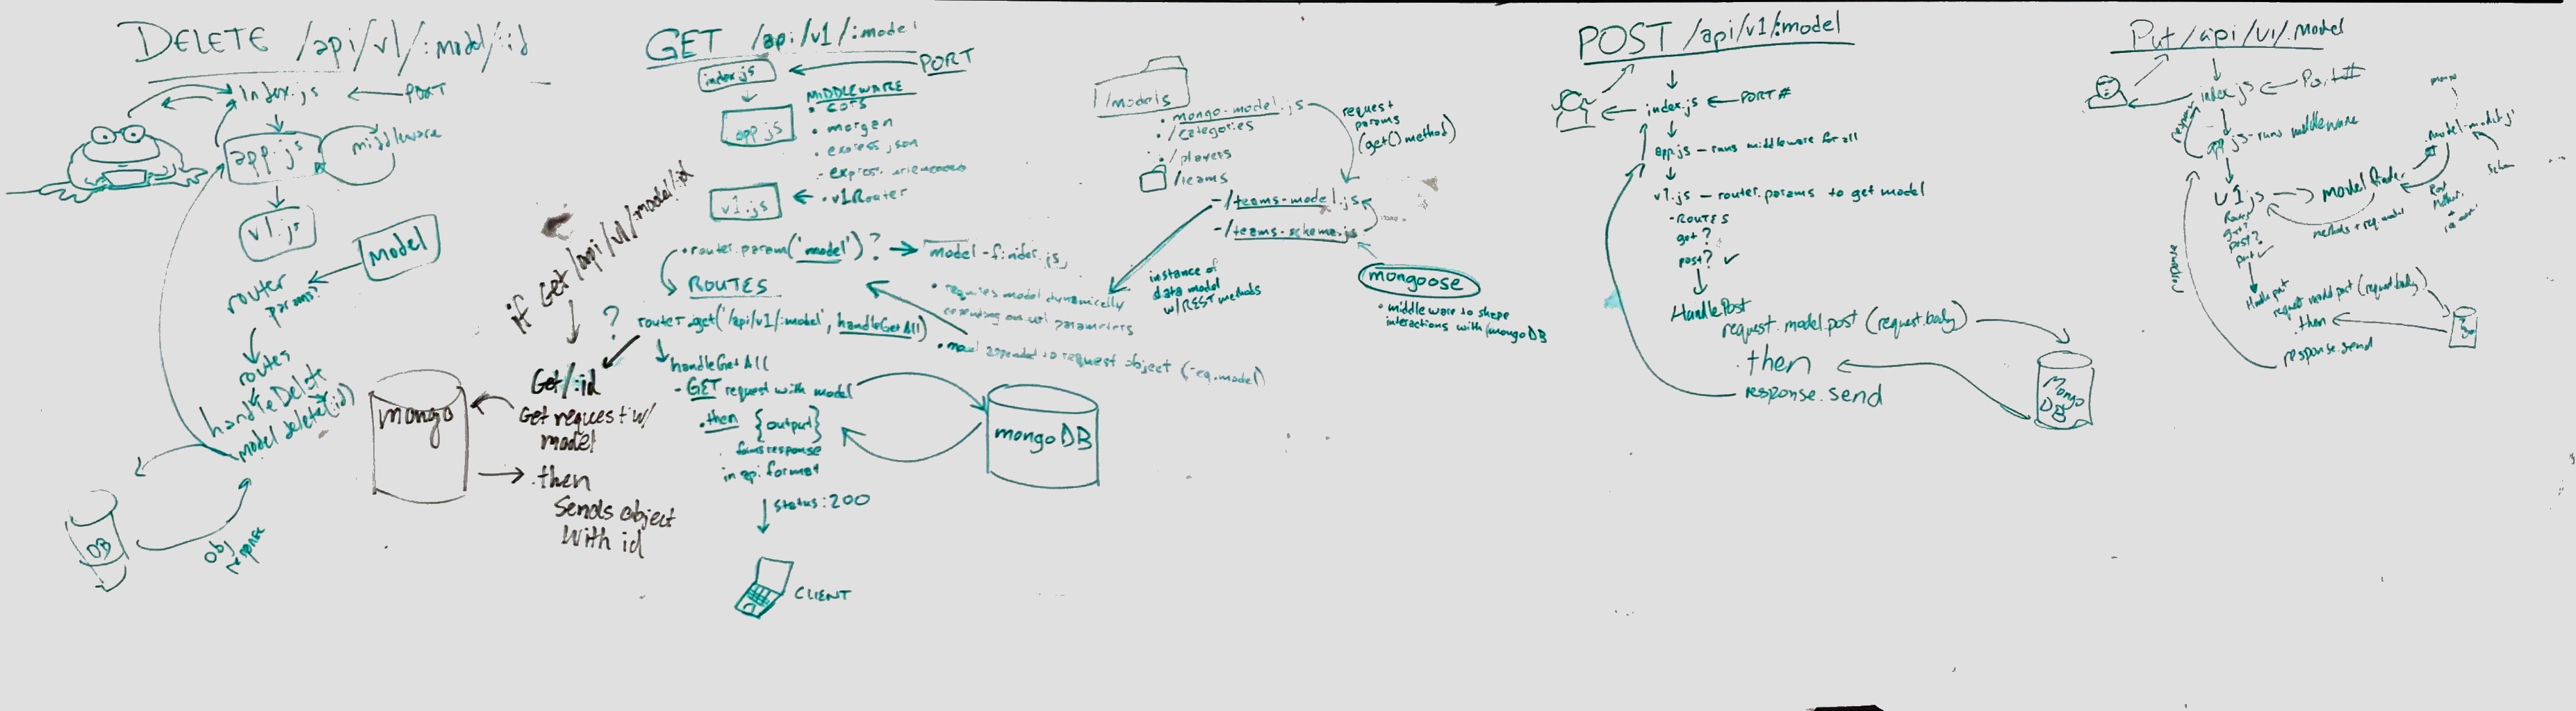 DELETE /api/v1/:model/:id
index.js
PORT
app.js
middleware
v1.js
Model
router
params?
routes
handleDelete
model.delete(id)
DB
obj
if Get/api/v1/:model/:id
Get/:id
Get request w/
model
.then
Sends object
With id
mongo
GET /api/v1/:model
index.js
PORT
app.js
MIDDLEWARE
• cors
• morgan
• express.json
v1.js
• v1Router
• router.param('model')?
model-finder.js
ROUTES
• requires model dynamically
depending on url parameters
?
router.get('/api/v1/:model', handleGetAll)
• model appended to request object (req.model)
handleGetAll
- GET request with model
• then {output}
forms response
in api format
status: 200
CLIENT
mongo DB
/models
• mongo-model.js
• /categories
• /players
/teams
request
params
(get() method)
-/teams-model.js
-/teams-schema.js
instance of
data model
w/ REST methods
mongoose
• middleware to shape
interactions with (mongoDB
POST /api/v1/:model
index.js
PORT #
app.js - runs middleware for all
v1.js - router.params to get model
- ROUTES
get ?
post? ✓
HandlePost
request.model.post (request.body)
.then
response.send
Mongo
DB
Put /api/v1/:Model
index.js
Port #
app.js - runs middleware
v1.js
model finder
Routes
get?
post?
put ✓
methods + req.model
Handle put
request.model.put (request.body)
.then
response.send
response